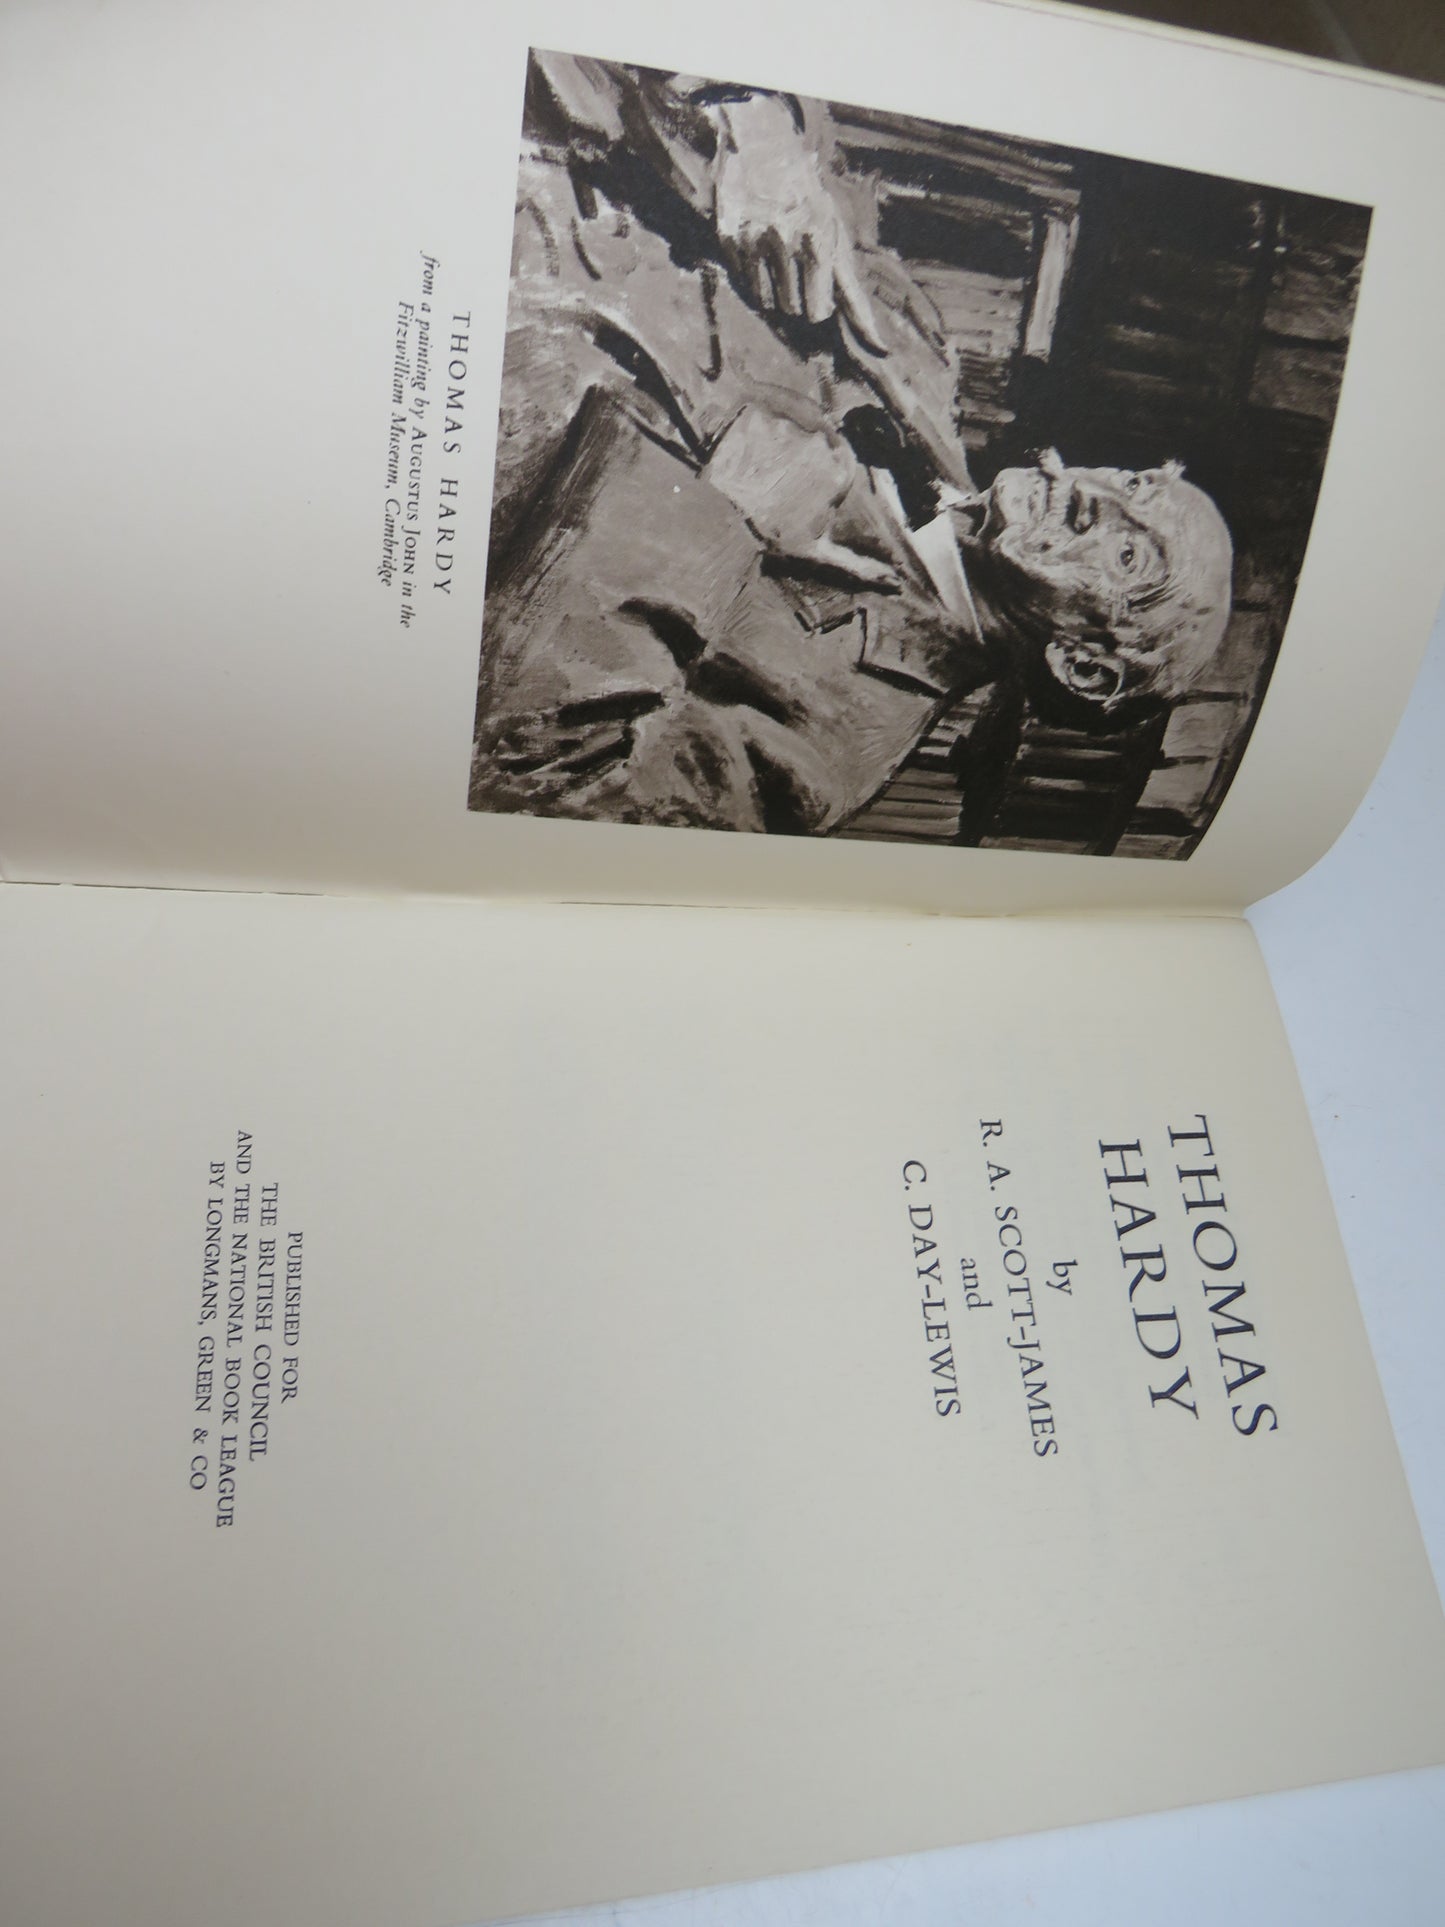 THOMAS HARDY
from a painting by AUGUSTUS JOHN in the
Fitzwilliam Museum, Cambridge
THOMAS
HARDY
by
R. A. SCOTT-JAMES
and
C. DAY-LEWIS
PUBLISHED FOR
THE BRITISH COUNCIL
AND THE NATIONAL BOOK LEAGUE
BY LONGMANS, GREEN & CO